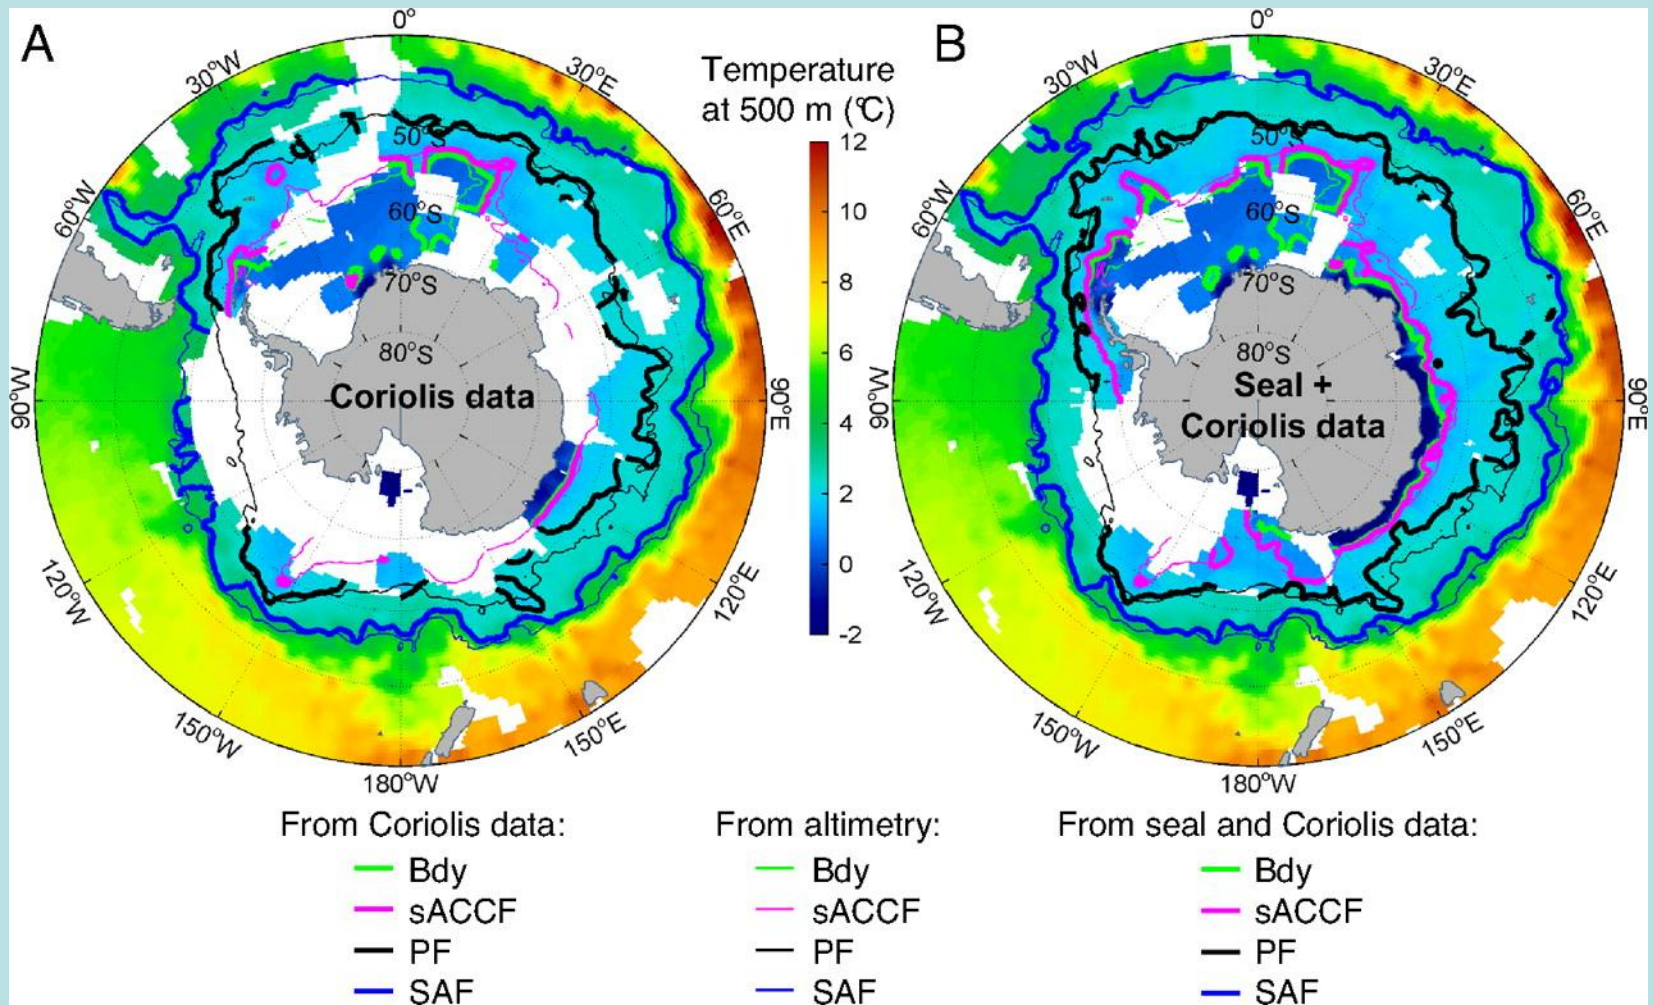 A
B
0°
30°W
30°E
60°W
60°E
90°W
90°E
120°W
120°E
150°W
150°E
180°W
50°S
60°S
70°S
80°S
Coriolis data
Temperature
at 500 m (°C)
12
10
8
6
4
2
0
-2
0°
30°W
30°E
60°W
60°E
90°W
90°E
120°W
120°E
150°W
150°E
180°W
50°S
60°S
70°S
80°S
Seal +
Coriolis data
From Coriolis data:
Bdy
sACCF
PF
SAF
From altimetry:
Bdy
sACCF
PF
SAF
From seal and Coriolis data:
Bdy
sACCF
PF
SAF